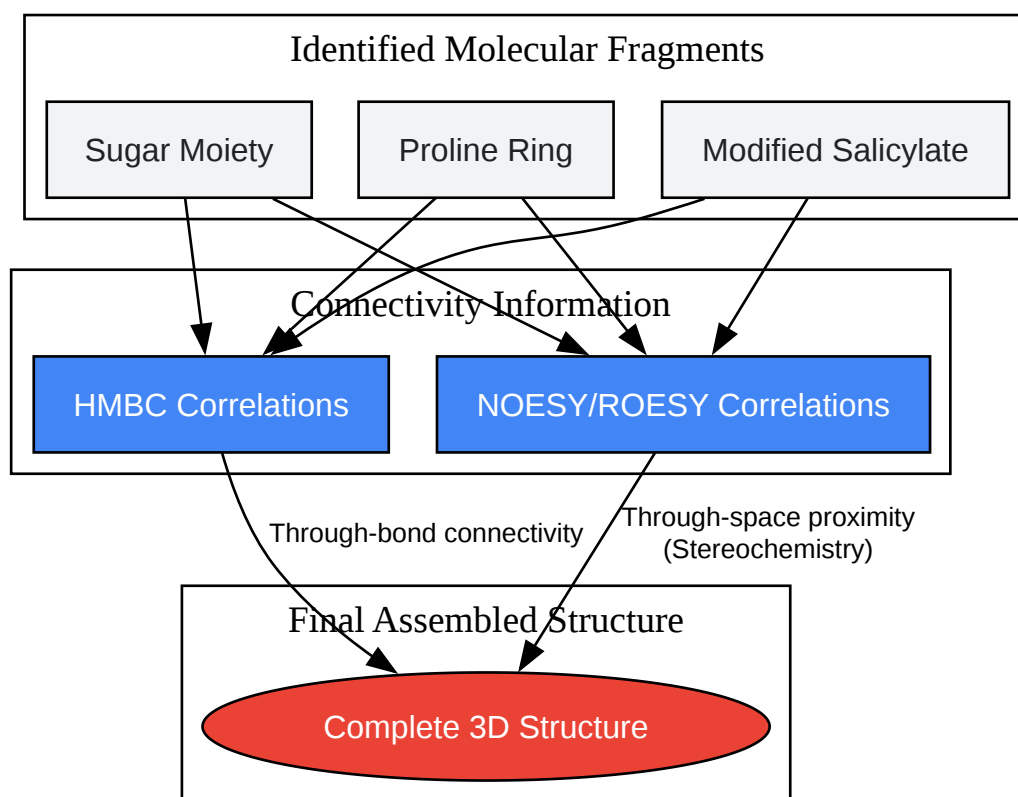 Identified Molecular Fragments
Sugar Moiety
Proline Ring
Modified Salicylate
Connectivity Information
HMBC Correlations
NOESY/ROESY Correlations
Through-bond connectivity
Through-space proximity
(Stereochemistry)
Final Assembled Structure
Complete 3D Structure